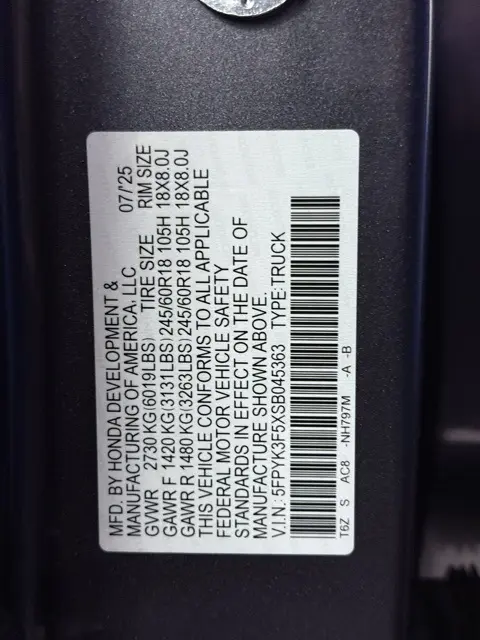 MFD. BY HONDA DEVELOPMENT &
MANUFACTURING OF AMERICA, LLC 07/'25
GVWR 2730 KG(6019LBS) TIRE SIZE RIM SIZE
GAWR F 1420 KG(3131LBS) 245/60R18 105H 18X8.0J
GAWR R 1480 KG(3263LBS) 245/60R18 105H 18X8.0J
THIS VEHICLE CONFORMS TO ALL APPLICABLE
FEDERAL MOTOR VEHICLE SAFETY
STANDARDS IN EFFECT ON THE DATE OF
MANUFACTURE SHOWN ABOVE.
V.I.N.: 5FPYK3F5XSB045363 TYPE:TRUCK
T6Z S AC8 -NH797M -A -B